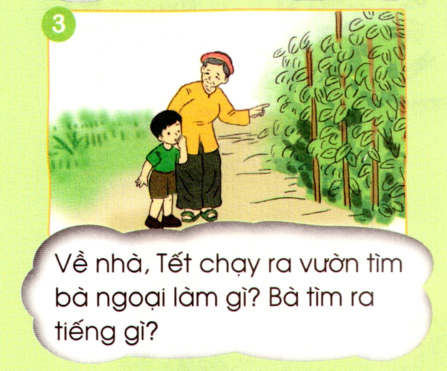 3
Về nhà, Tết chạy ra vườn tìm
bà ngoại làm gì? Bà tìm ra
tiếng gì?